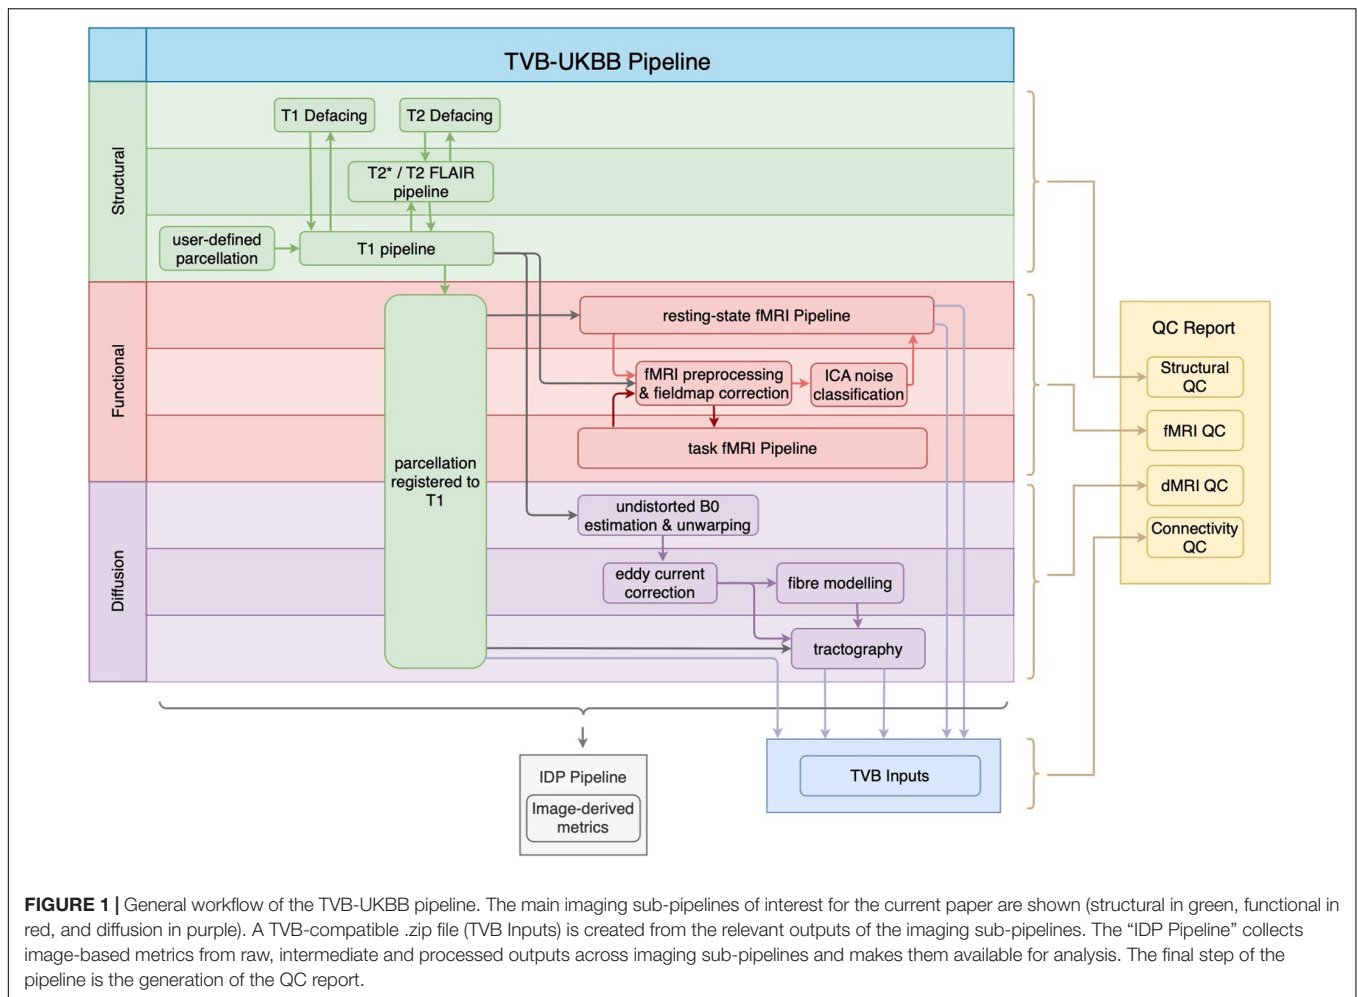 TVB-UKBB Pipeline
Structural
T1 Defacing
T2 Defacing
T2* / T2 FLAIR
pipeline
user-defined
parcellation
T1 pipeline
Functional
resting-state fMRI Pipeline
fMRI preprocessing
& fieldmap correction
ICA noise
classification
task fMRI Pipeline
parcellation
registered to
T1
Diffusion
undistorted B0
estimation & unwarping
eddy current
correction
fibre modelling
tractography
QC Report
Structural
QC
fMRI QC
dMRI QC
Connectivity
QC
IDP Pipeline
Image-derived
metrics
TVB Inputs
FIGURE 1 | General workflow of the TVB-UKBB pipeline. The main imaging sub-pipelines of interest for the current paper are shown (structural in green, functional in
red, and diffusion in purple). A TVB-compatible .zip file (TVB Inputs) is created from the relevant outputs of the imaging sub-pipelines. The “IDP Pipeline” collects
image-based metrics from raw, intermediate and processed outputs across imaging sub-pipelines and makes them available for analysis. The final step of the
pipeline is the generation of the QC report.